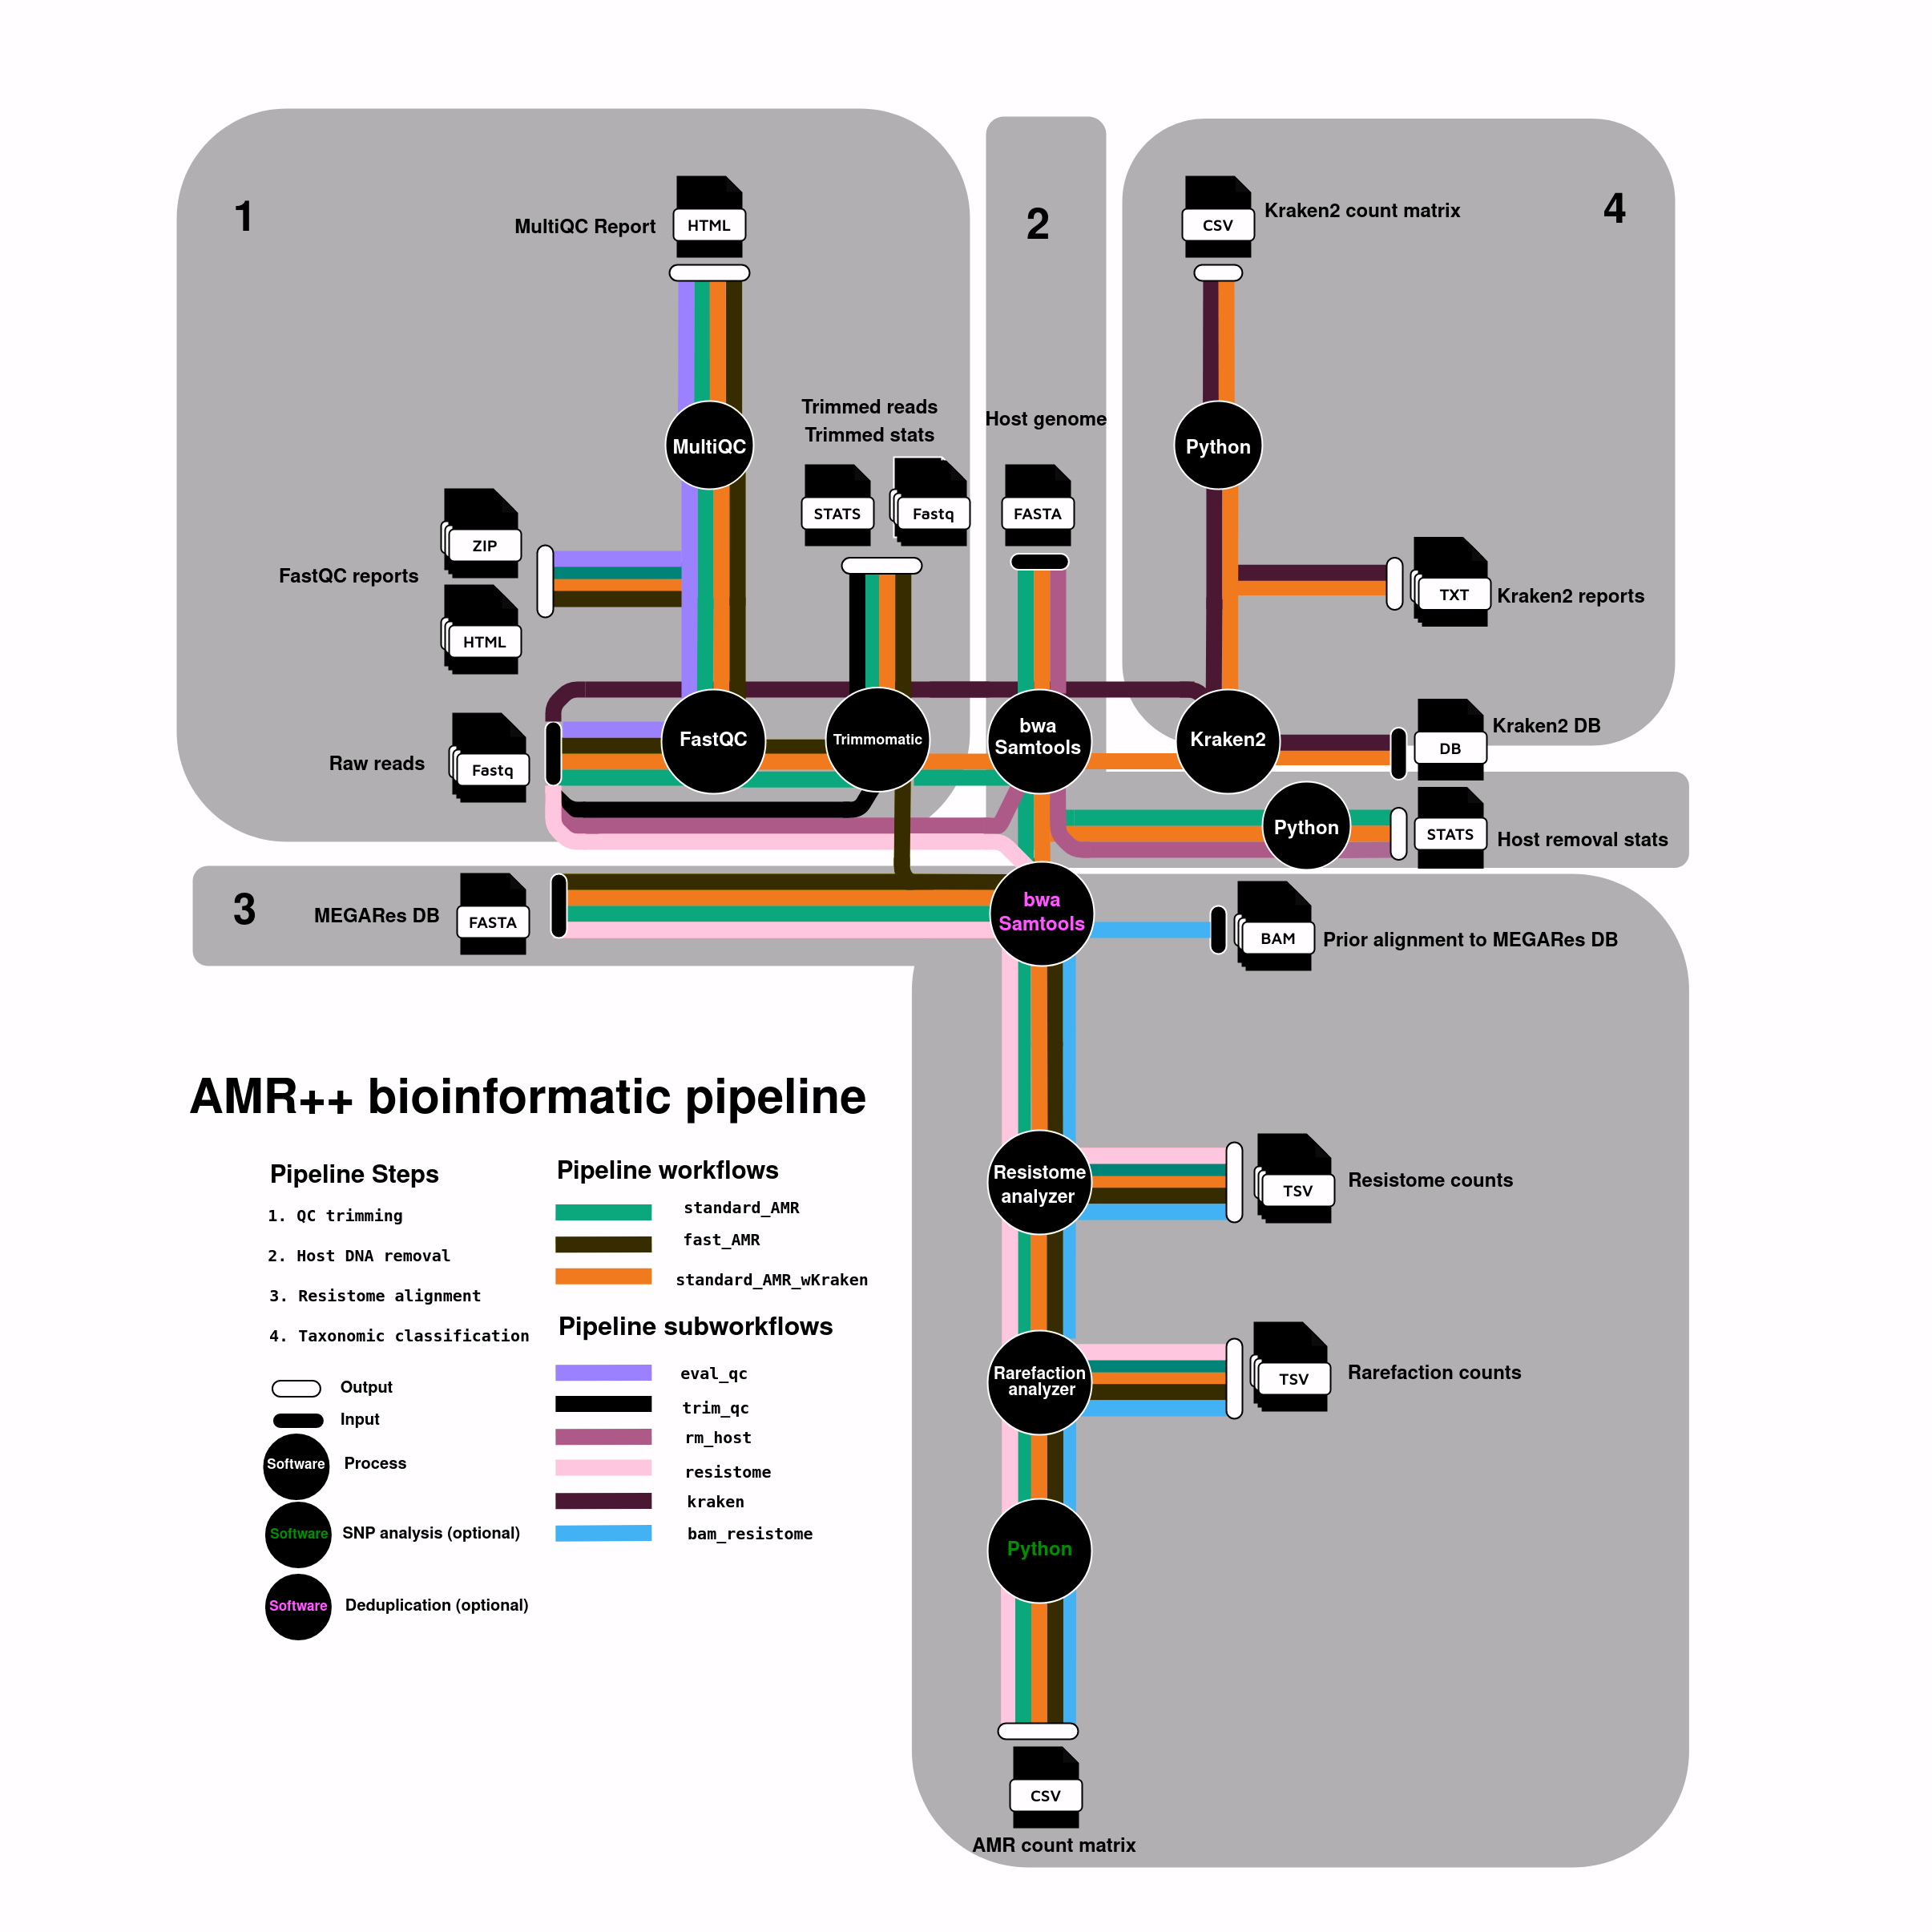 1
MultiQC Report
HTML
2
CSV
Kraken2 count matrix
4
MultiQC
Trimmed reads
Trimmed stats
STATS
Fastq
Host genome
FASTA
Python
ZIP
FastQC reports
HTML
TXT
Kraken2 reports
Raw reads
Fastq
FastQC
Trimmomatic
bwa
Samtools
Kraken2
DB
Kraken2 DB
Python
STATS
Host removal stats
3
MEGARes DB
FASTA
bwa
Samtools
BAM
Prior alignment to MEGARes DB
AMR++ bioinformatic pipeline
Pipeline Steps
1. QC trimming
2. Host DNA removal
3. Resistome alignment
4. Taxonomic classification
Output
Input
Software
Process
Software
SNP analysis (optional)
Software
Deduplication (optional)
Pipeline workflows
standard_AMR
fast_AMR
standard_AMR_wKraken
Pipeline subworkflows
eval_qc
trim_qc
rm_host
resistome
kraken
bam_resistome
Resistome
analyzer
TSV
Resistome counts
Rarefaction
analyzer
TSV
Rarefaction counts
Python
CSV
AMR count matrix